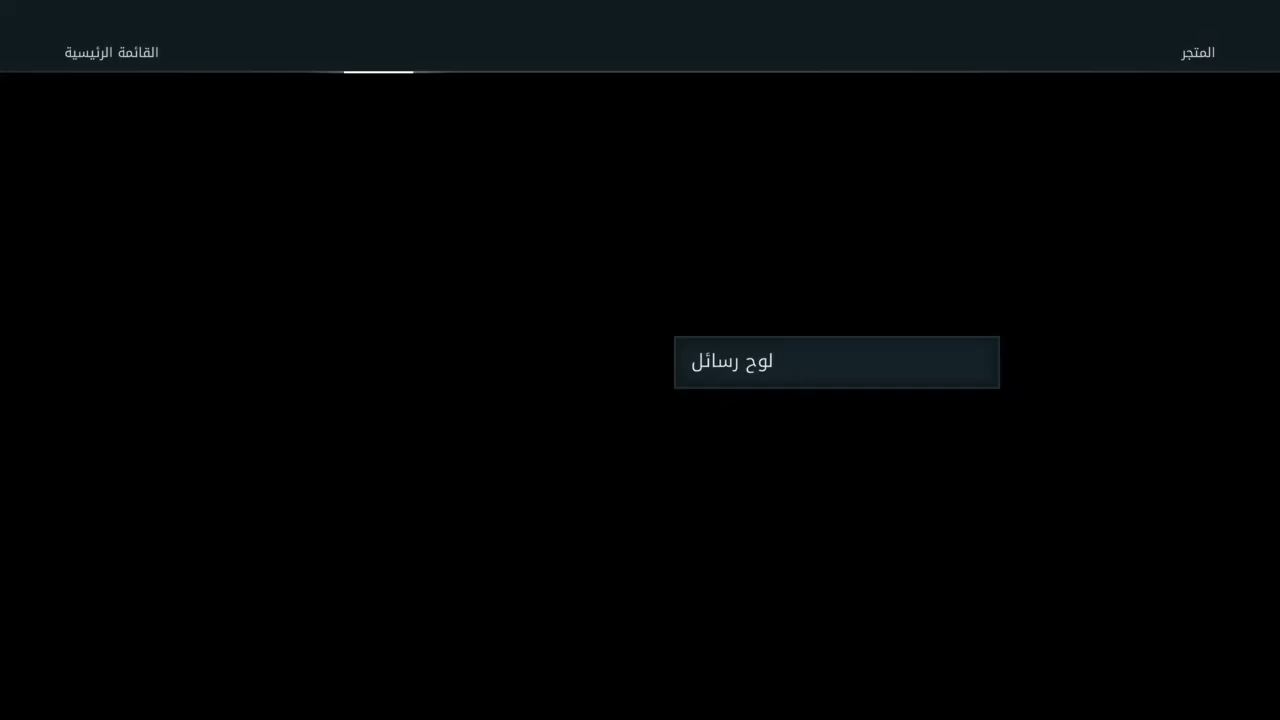 المتجر
القائمة الرئيسية
لوح رسائل